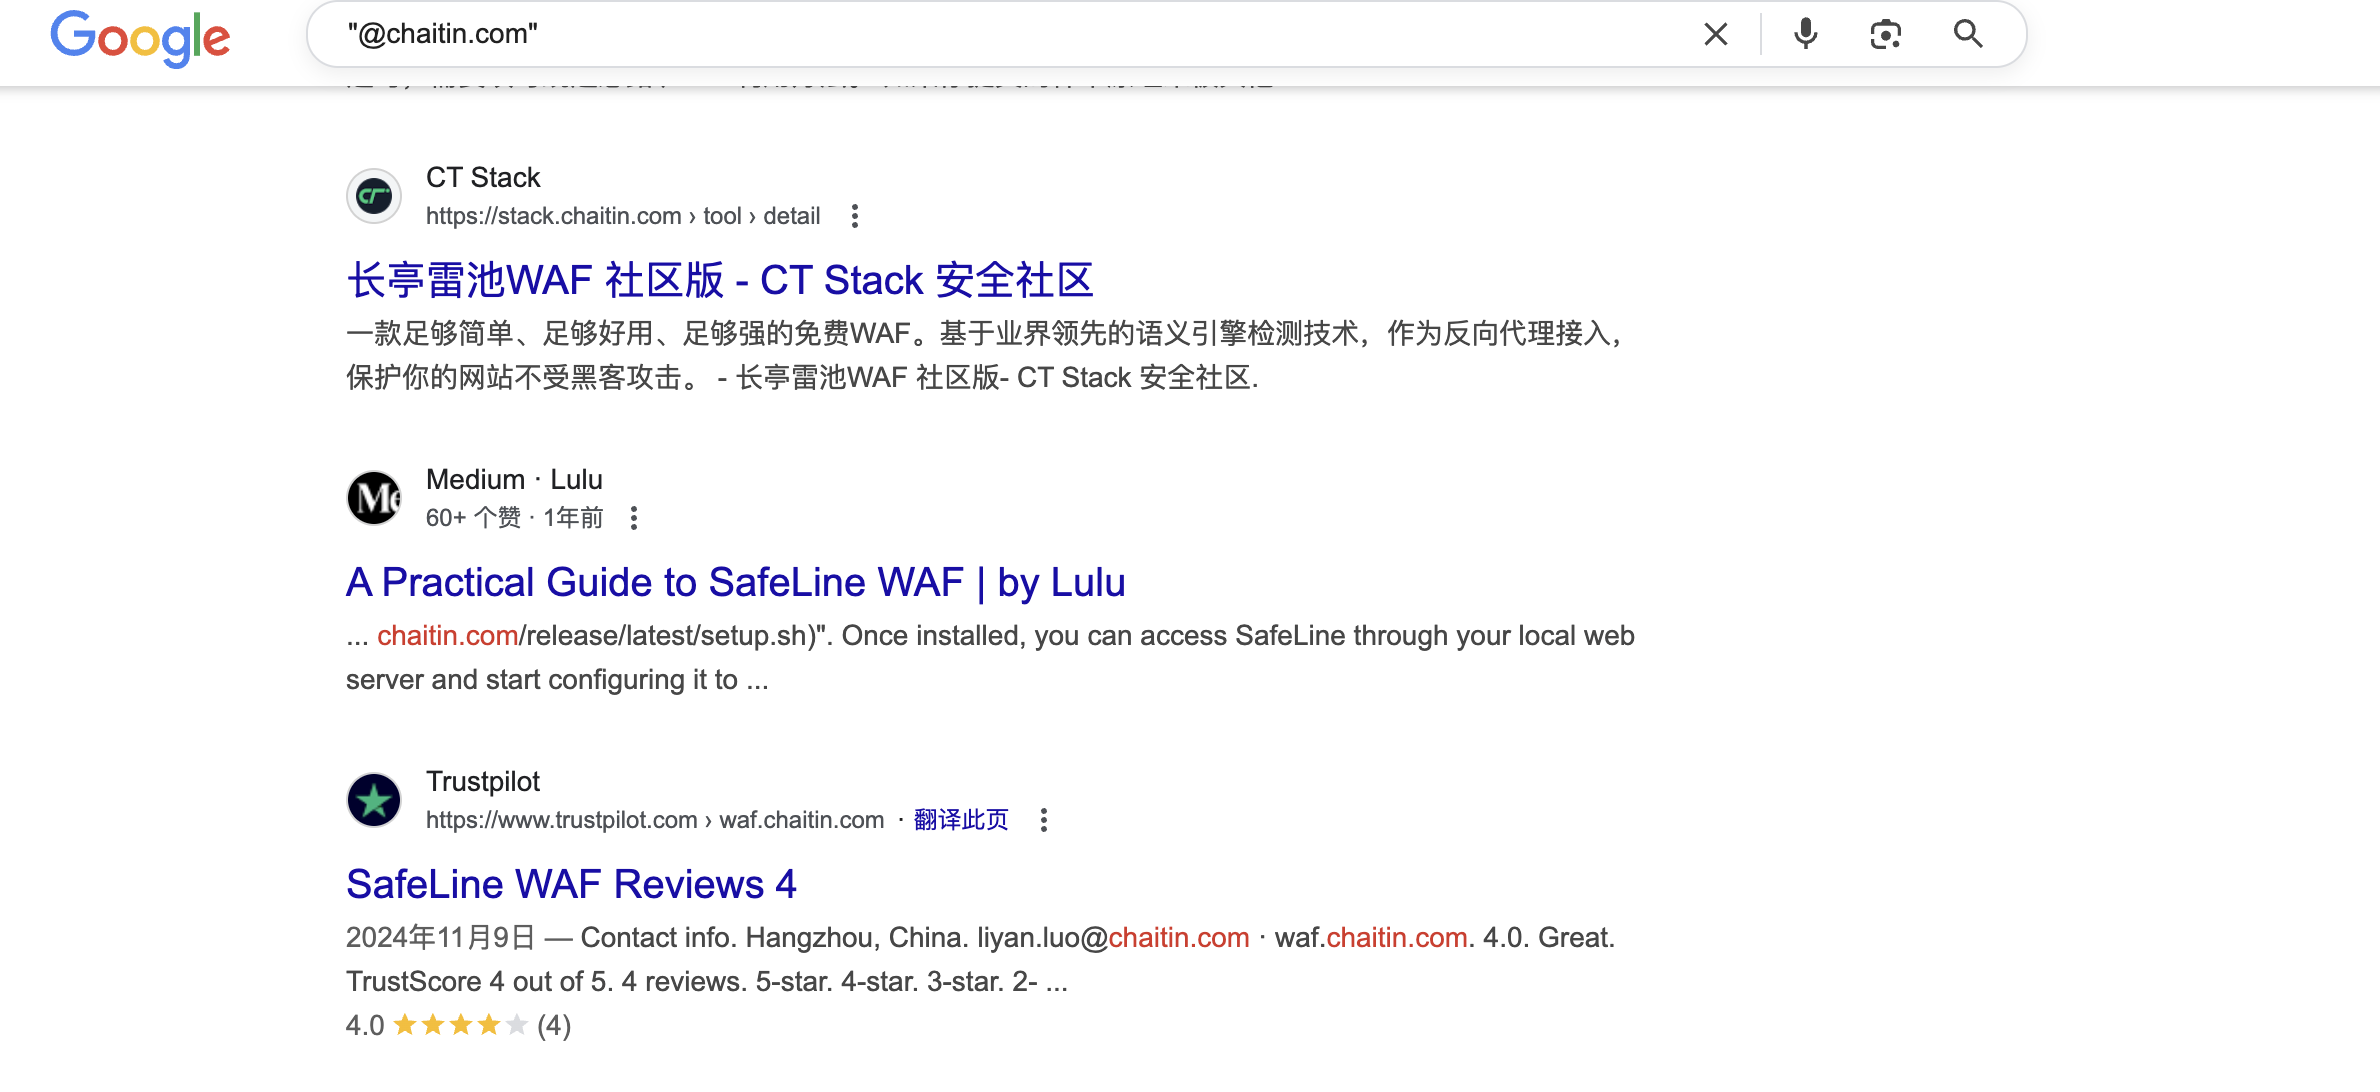 Google
"@chaitin.com"
CT Stack
https://stack.chaitin.com › tool › detail
长亭雷池WAF 社区版 - CT Stack 安全社区
一款足够简单、足够好用、足够强的免费WAF。基于业界领先的语义引擎检测技术，作为反向代理接入，
保护你的网站不受黑客攻击。 - 长亭雷池WAF 社区版- CT Stack 安全社区.
Me
Medium · Lulu
60+ 个赞 · 1年前
A Practical Guide to SafeLine WAF | by Lulu
... chaitin.com/release/latest/setup.sh)". Once installed, you can access SafeLine through your local web
server and start configuring it to ...
Trustpilot
https://www.trustpilot.com › waf.chaitin.com · 翻译此页
SafeLine WAF Reviews 4
2024年11月9日 — Contact info. Hangzhou, China. liyan.luo@chaitin.com · waf.chaitin.com. 4.0. Great.
TrustScore 4 out of 5. 4 reviews. 5-star. 4-star. 3-star. 2- ...
4.0 (4)